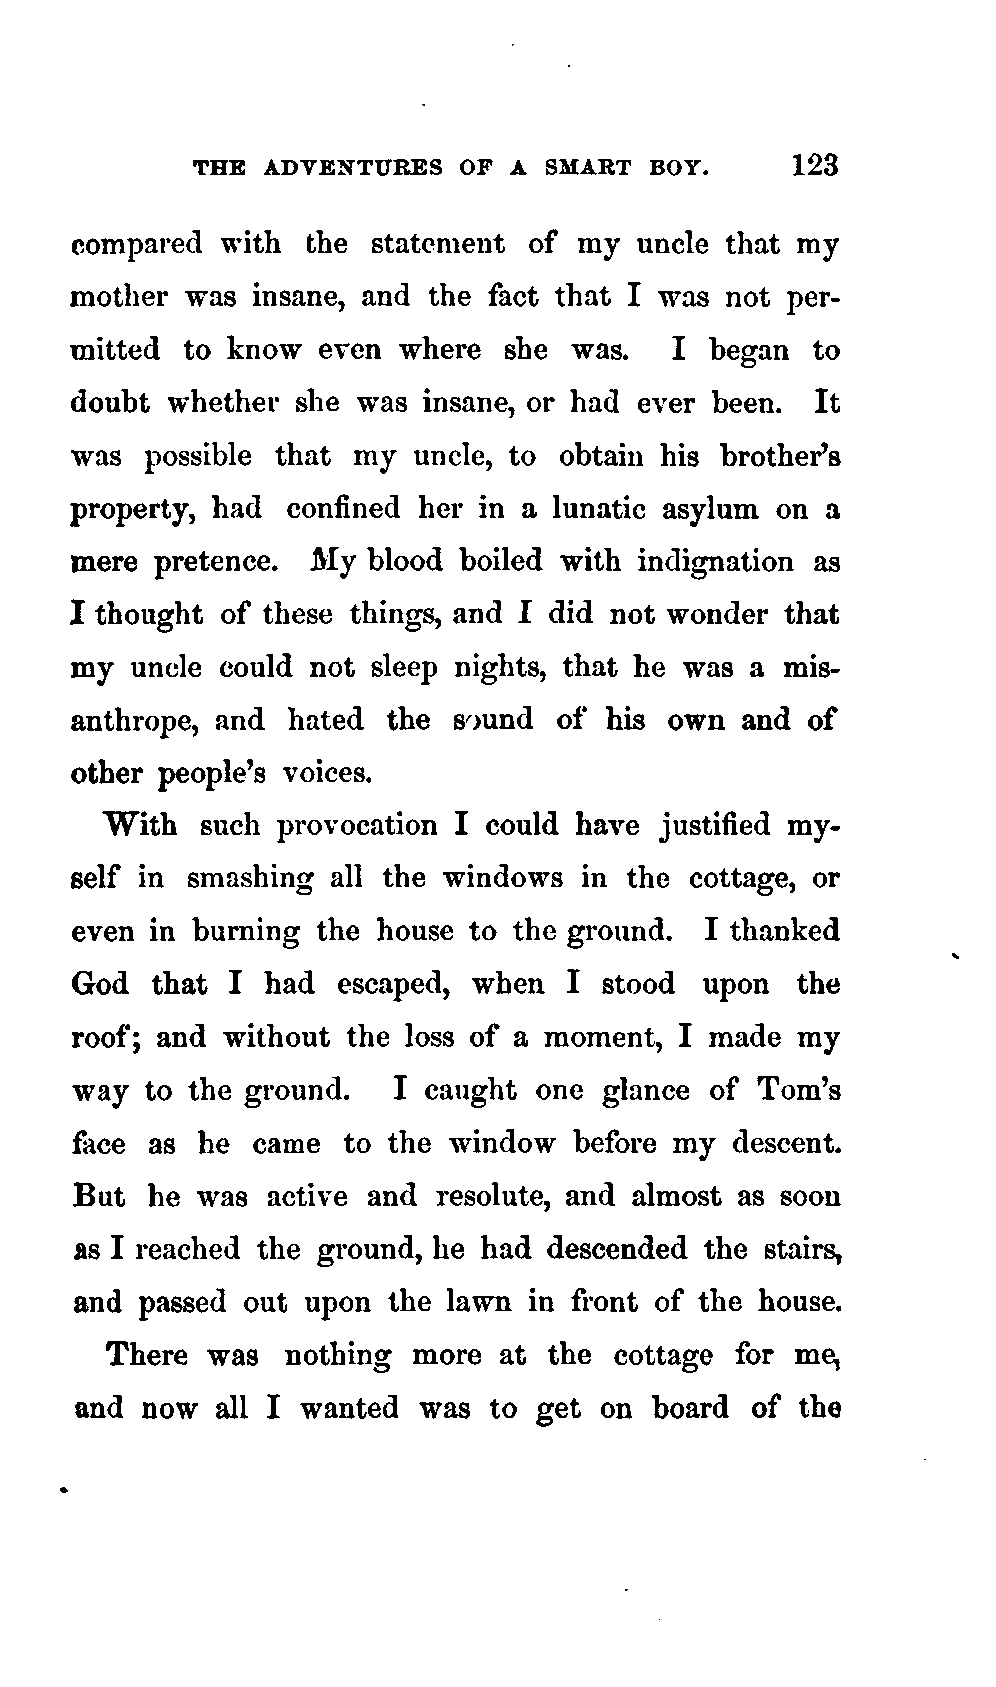 THE ADVENTURES OF A SMART BOY. 123
compared with the statement of my uncle that my
mother was insane, and the fact that I was not per-
mitted to know even where she was. I began to
doubt whether she was insane, or had ever been. It
was possible that my uncle, to obtain his brother's
property, had confined her in a lunatic asylum on a
mere pretence. My blood boiled with indignation as
I thought of these things, and I did not wonder that
my uncle could not sleep nights, that he was a mis-
anthrope, and hated the sound of his own and of
other people's voices.
With such provocation I could have justified my-
self in smashing all the windows in the cottage, or
even in burning the house to the ground. I thanked
God that I had escaped, when I stood upon the
roof; and without the loss of a moment, I made my
way to the ground. I caught one glance of Tom's
face as he came to the window before my descent.
But he was active and resolute, and almost as soon
as I reached the ground, he had descended the stairs,
and passed out upon the lawn in front of the house.
There was nothing more at the cottage for me,
and now all I wanted was to get on board of the